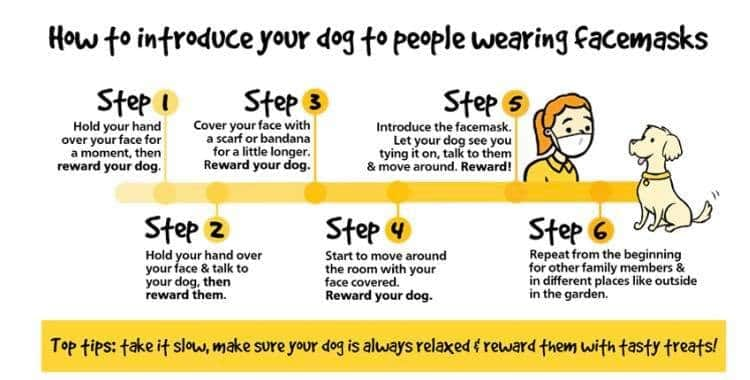 How to introduce your dog to people wearing facemasks
Step 1
Hold your hand
over your face for
a moment, then
reward your dog.
Step 2
Hold your hand over
your face & talk to
your dog, then
reward them.
Step 3
Cover your face with
a scarf or bandana
for a little longer.
Reward your dog.
Step 4
Start to move around
the room with your
face covered.
Reward your dog.
Step 5
Introduce the facemask.
Let your dog see you
tying it on, talk to them
& move around. Reward!
Step 6
Repeat from the beginning
for other family members &
in different places like outside
in the garden.
Top tips: take it slow, make sure your dog is always relaxed & reward them with tasty treats!